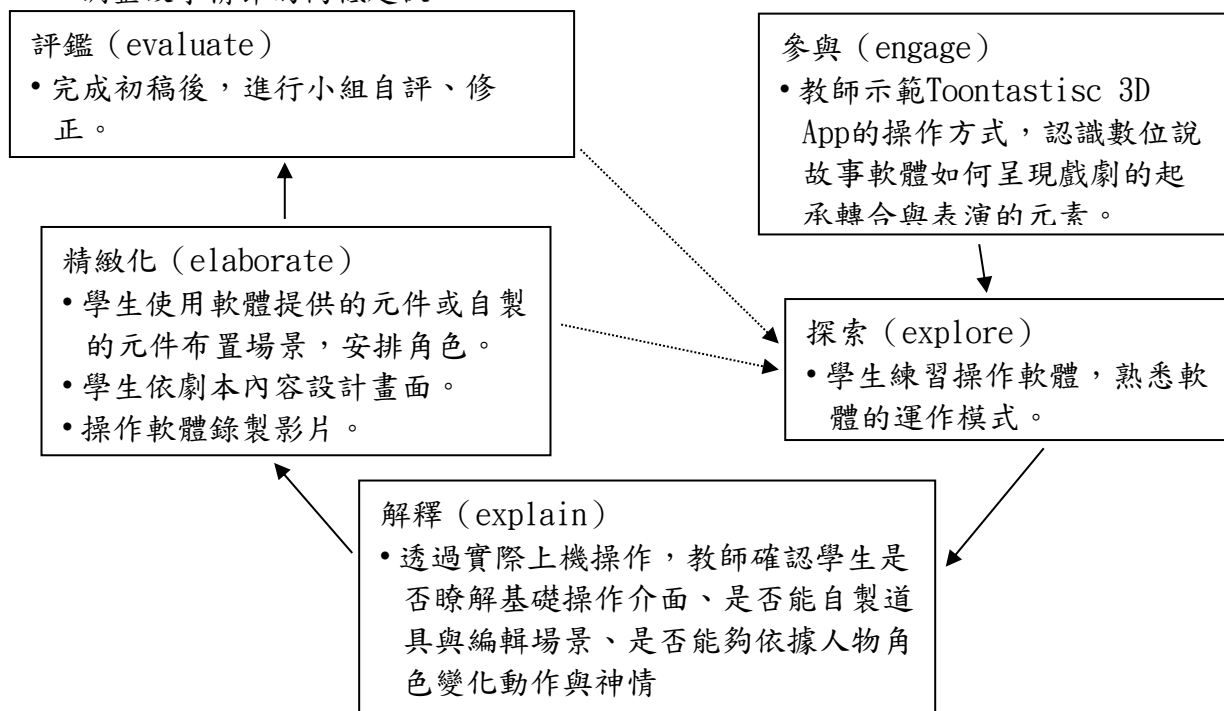 評鑑（evaluate）
•完成初稿後，進行小組自評、修
正。
參與（engage）
•教師示範Toontastisc 3D
App的操作方式，認識數位說
故事軟體如何呈現戲劇的起
承轉合與表演的元素。
精緻化（elaborate）
•學生使用軟體提供的元件或自製
的元件布置場景，安排角色。
•學生依劇本內容設計畫面。
•操作軟體錄製影片。
探索（explore）
•學生練習操作軟體，熟悉軟
體的運作模式。
解釋（explain）
•透過實際上機操作，教師確認學生是
否瞭解基礎操作介面、是否能自製道
具與編輯場景、是否能夠依據人物角
色變化動作與神情